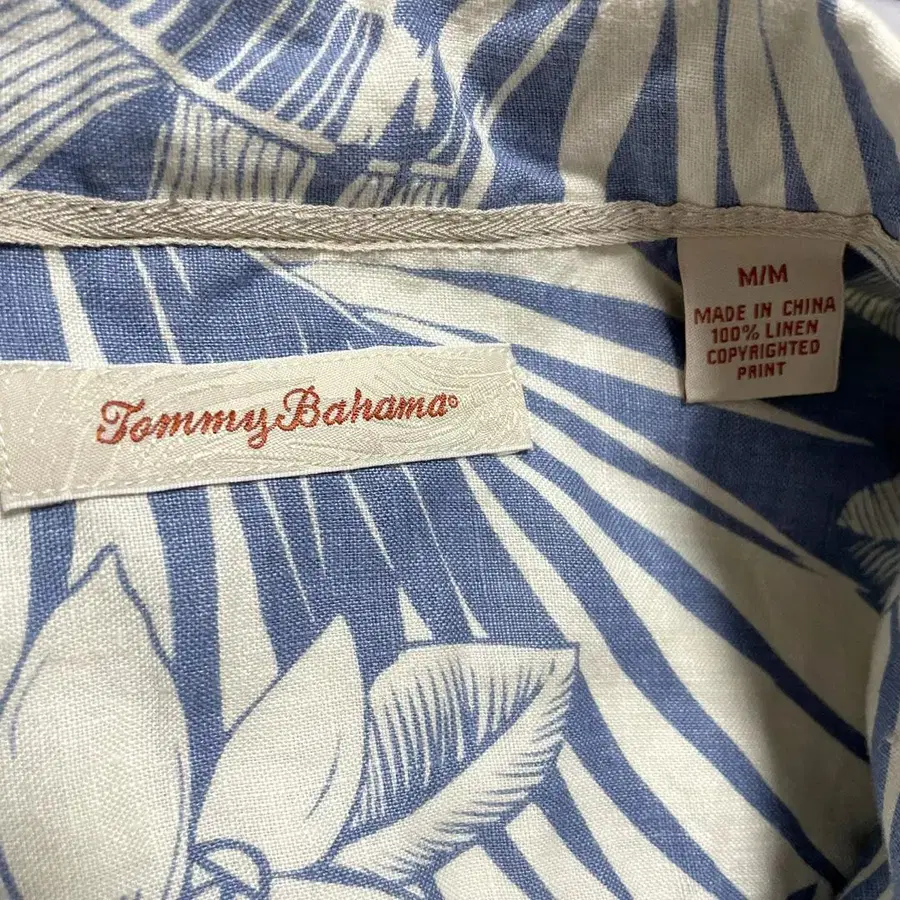 Tommy Bahama®
M/M
MADE IN CHINA
100% LINEN
COPYRIGHTED
PRINT